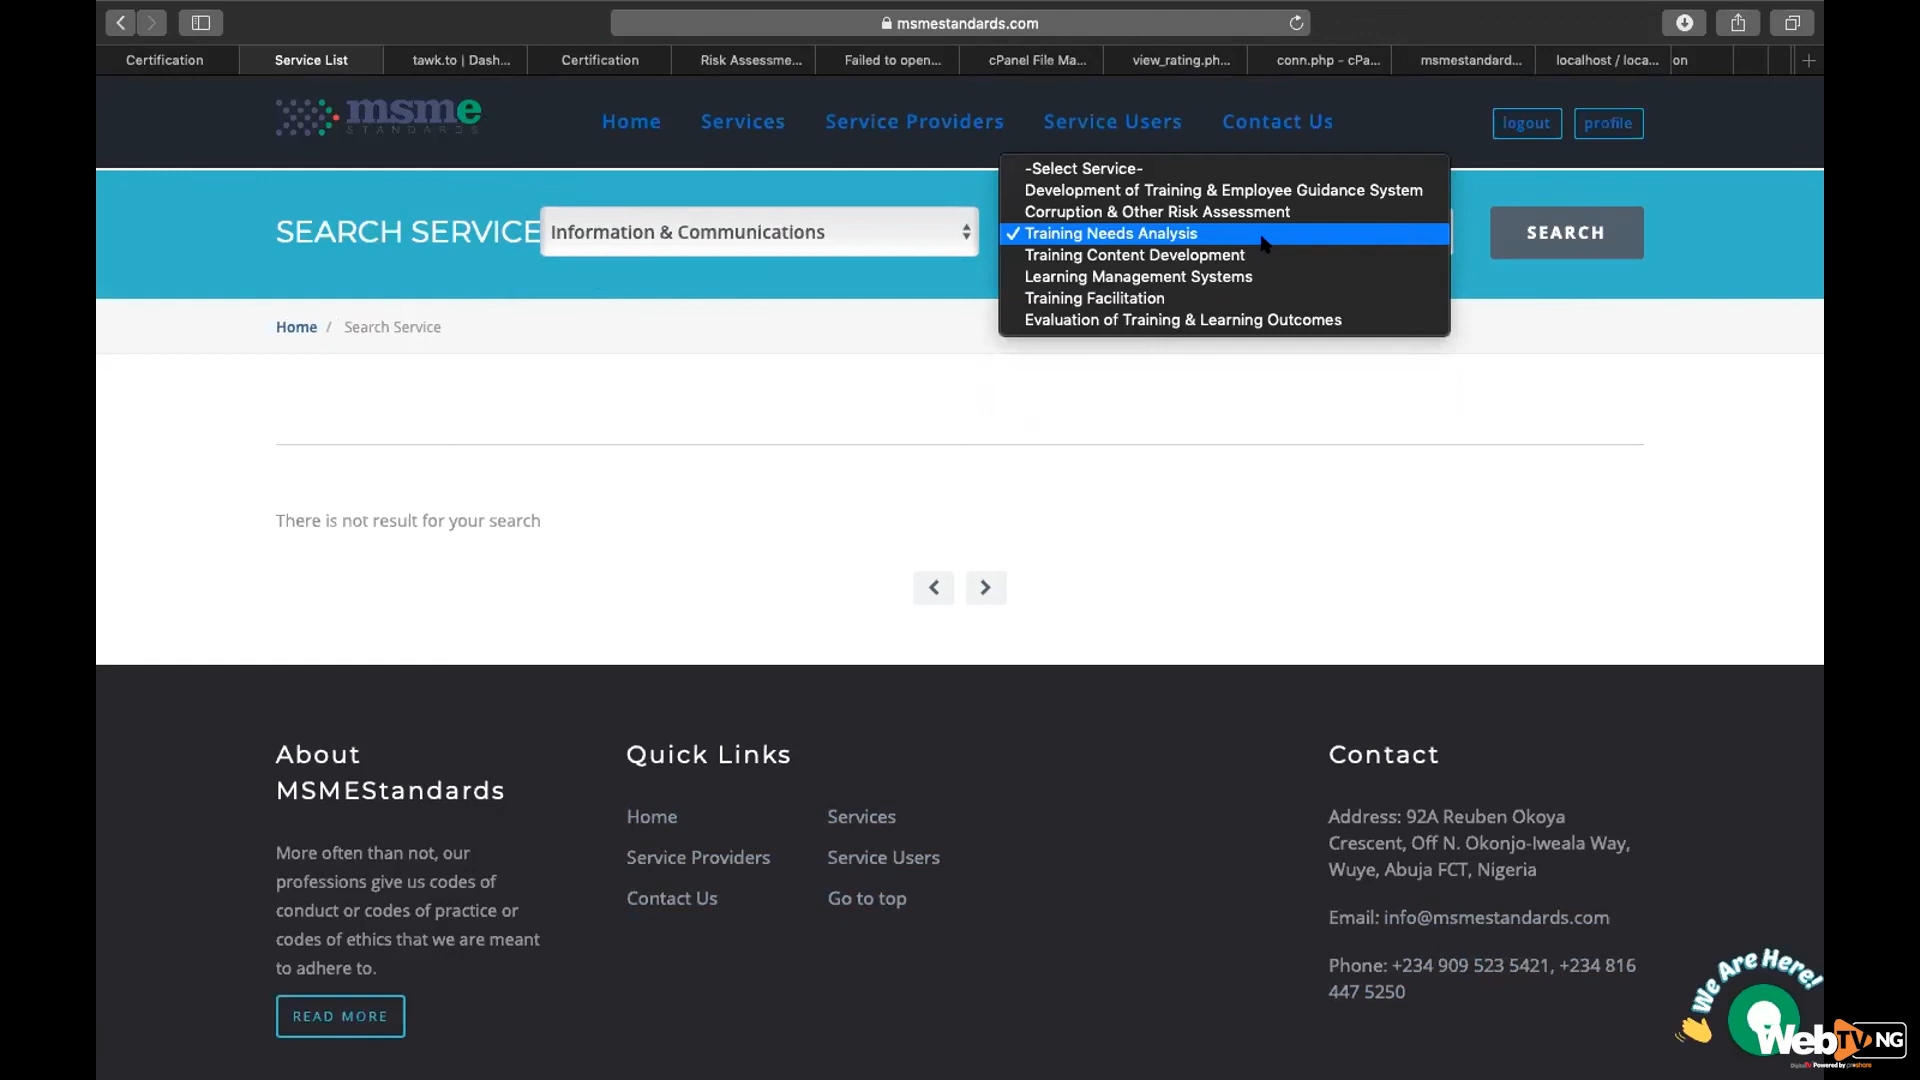 msmestandards.com
Certification
Service List
tawk.to | Dash...
Certification
Risk Assessme...
Failed to open...
cPanel File Ma...
view_rating.ph...
conn.php – cPa...
msmestandard...
localhost / loca...
on
msme
STANDARDS
Home
Services
Service Providers
Service Users
Contact Us
logout
profile
SEARCH SERVICE
Information & Communications
-Select Service-
Development of Training & Employee Guidance System
Corruption & Other Risk Assessment
✓ Training Needs Analysis
Training Content Development
Learning Management Systems
Training Facilitation
Evaluation of Training & Learning Outcomes
SEARCH
Home / Search Service
There is not result for your search
About
MSMEStandards
More often than not, our
professions give us codes of
conduct or codes of practice or
codes of ethics that we are meant
to adhere to.
READ MORE
Quick Links
Home
Services
Service Providers
Service Users
Contact Us
Go to top
Contact
Address: 92A Reuben Okoya
Crescent, Off N. Okonjo-Iweala Way,
Wuye, Abuja FCT, Nigeria
Email: info@msmestandards.com
Phone: +234 909 523 5421, +234 816
447 5250
We Are Here!
WebTV NG
DigitalTV Powered by proshare